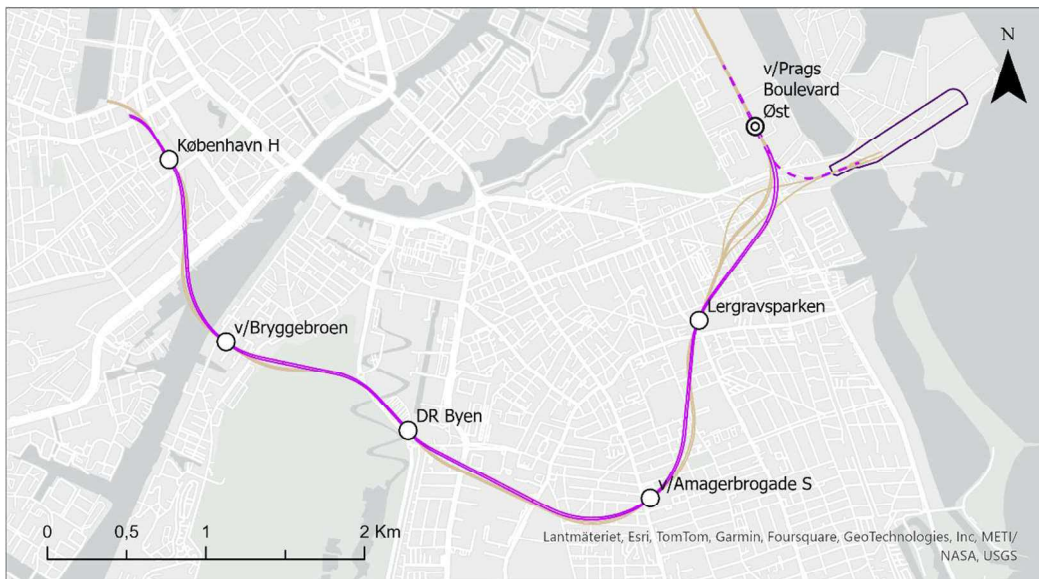 N
v/Prags
Boulevard
Øst
København H
Lergravsparken
v/Bryggebroen
DR Byen
v/Amagerbrogade S
0 0,5 1 2 Km
Lantmäteriet, Esri, TomTom, Garmin, Foursquare, GeoTechnologies, Inc, METI/
NASA, USGS